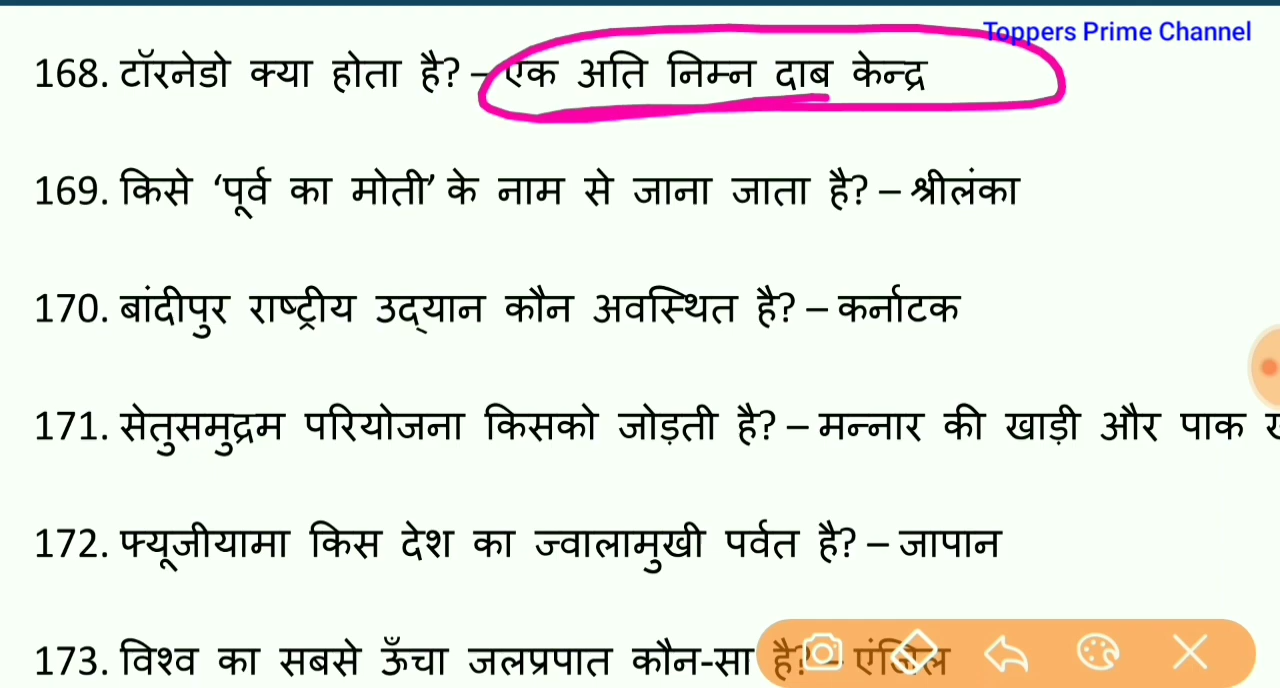 Toppers Prime Channel
168. टॉरनेडो क्या होता है? – एक अति निम्न दाब केन्द्र
169. किसे ‘पूर्व का मोती’ के नाम से जाना जाता है? – श्रीलंका
170. बांदीपुर राष्ट्रीय उद्यान कौन अवस्थित है? – कर्नाटक
171. सेतुसमुद्रम परियोजना किसको जोड़ती है? – मन्नार की खाड़ी और पाक
172. फ्यूजीयामा किस देश का ज्वालामुखी पर्वत है? – जापान
173. विश्व का सबसे ऊँचा जलप्रपात कौन-सा है? –